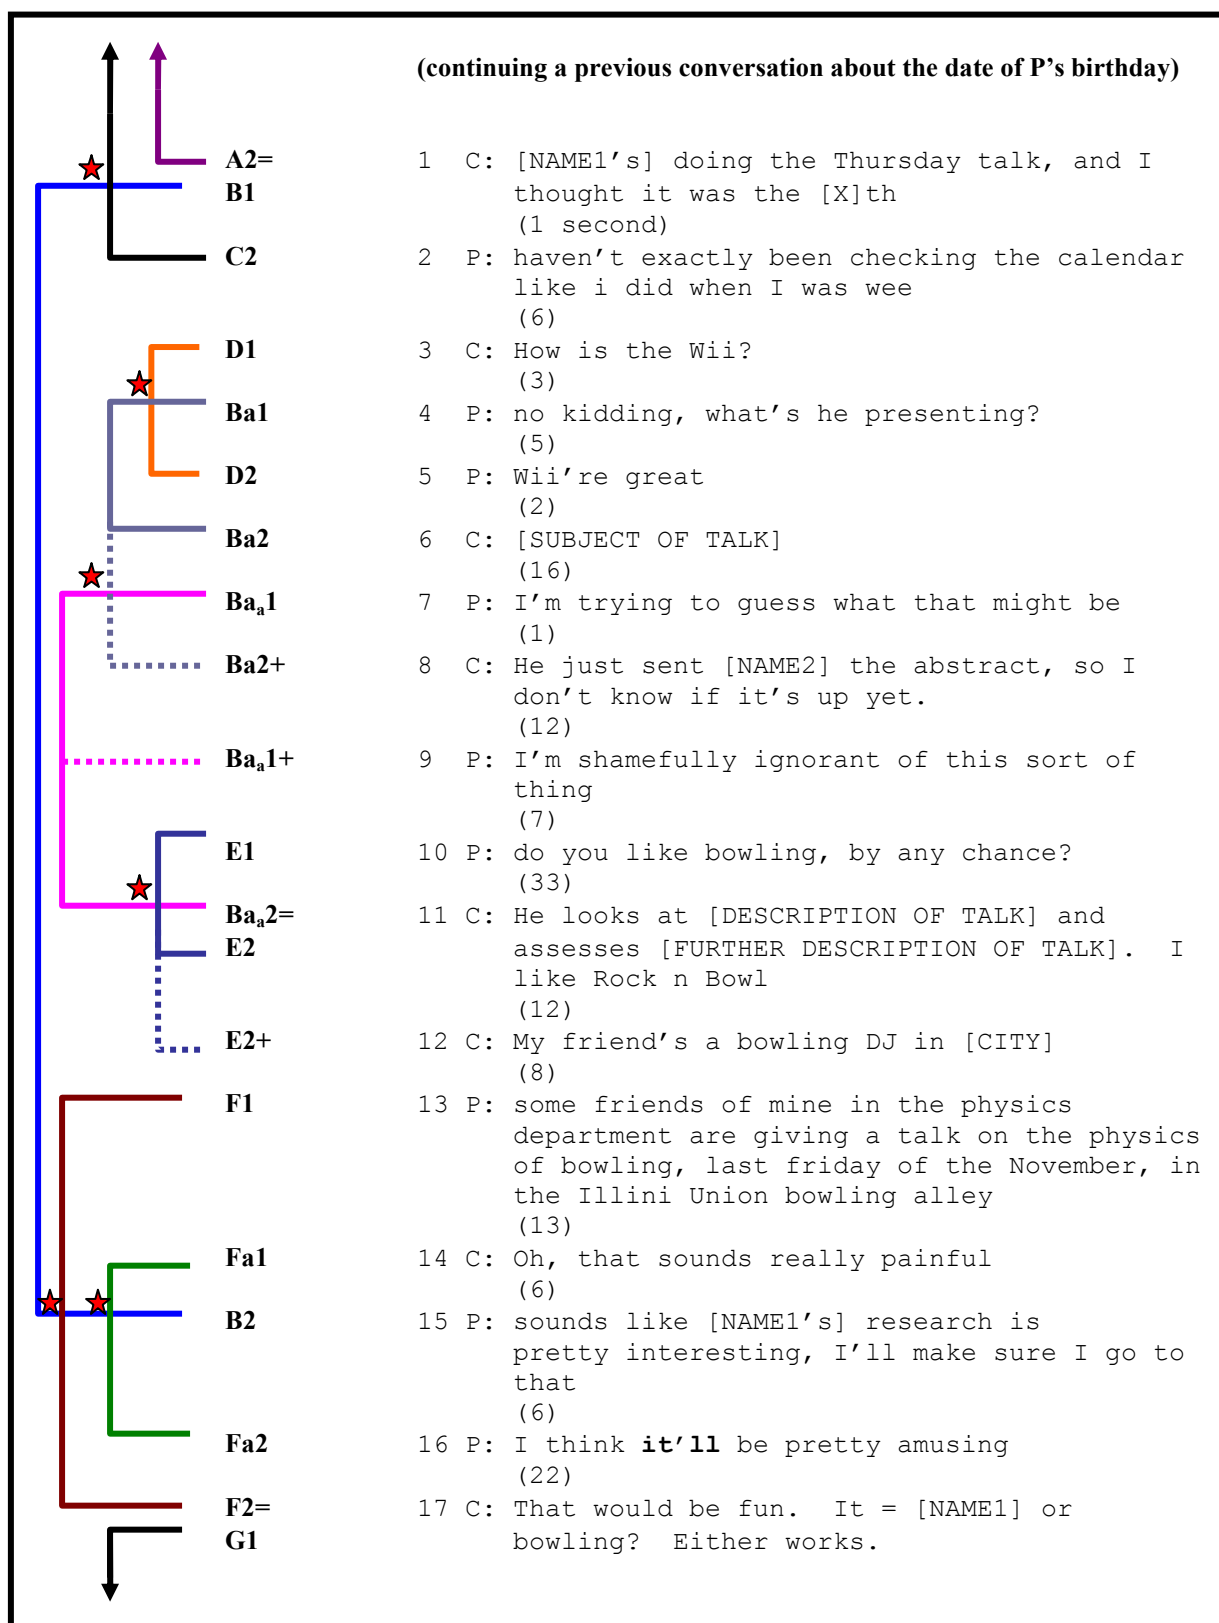 (continuing a previous conversation about the date of P's birthday)
A2= 1 C: [NAME1's] doing the Thursday talk, and I
B1 thought it was the [X]th
(1 second)
C2 2 P: haven't exactly been checking the calendar
like i did when I was wee
(6)
D1 3 C: How is the Wii?
(3)
Ba1 4 P: no kidding, what's he presenting?
(5)
D2 5 P: Wii're great
(2)
Ba2 6 C: [SUBJECT OF TALK]
(16)
Baa1 7 P: I'm trying to guess what that might be
(1)
Ba2+ 8 C: He just sent [NAME2] the abstract, so I
don't know if it's up yet.
(12)
Baa1+ 9 P: I'm shamefully ignorant of this sort of
thing
(7)
E1 10 P: do you like bowling, by any chance?
(33)
Baa2= 11 C: He looks at [DESCRIPTION OF TALK] and
E2 assesses [FURTHER DESCRIPTION OF TALK]. I
like Rock n Bowl
(12)
E2+ 12 C: My friend's a bowling DJ in [CITY]
(8)
F1 13 P: some friends of mine in the physics
department are giving a talk on the physics
of bowling, last friday of the November, in
the Illini Union bowling alley
(13)
Fa1 14 C: Oh, that sounds really painful
(6)
B2 15 P: sounds like [NAME1's] research is
pretty interesting, I'll make sure I go to
that
(6)
Fa2 16 P: I think it'll be pretty amusing
(22)
F2= 17 C: That would be fun. It = [NAME1] or
G1 bowling? Either works.